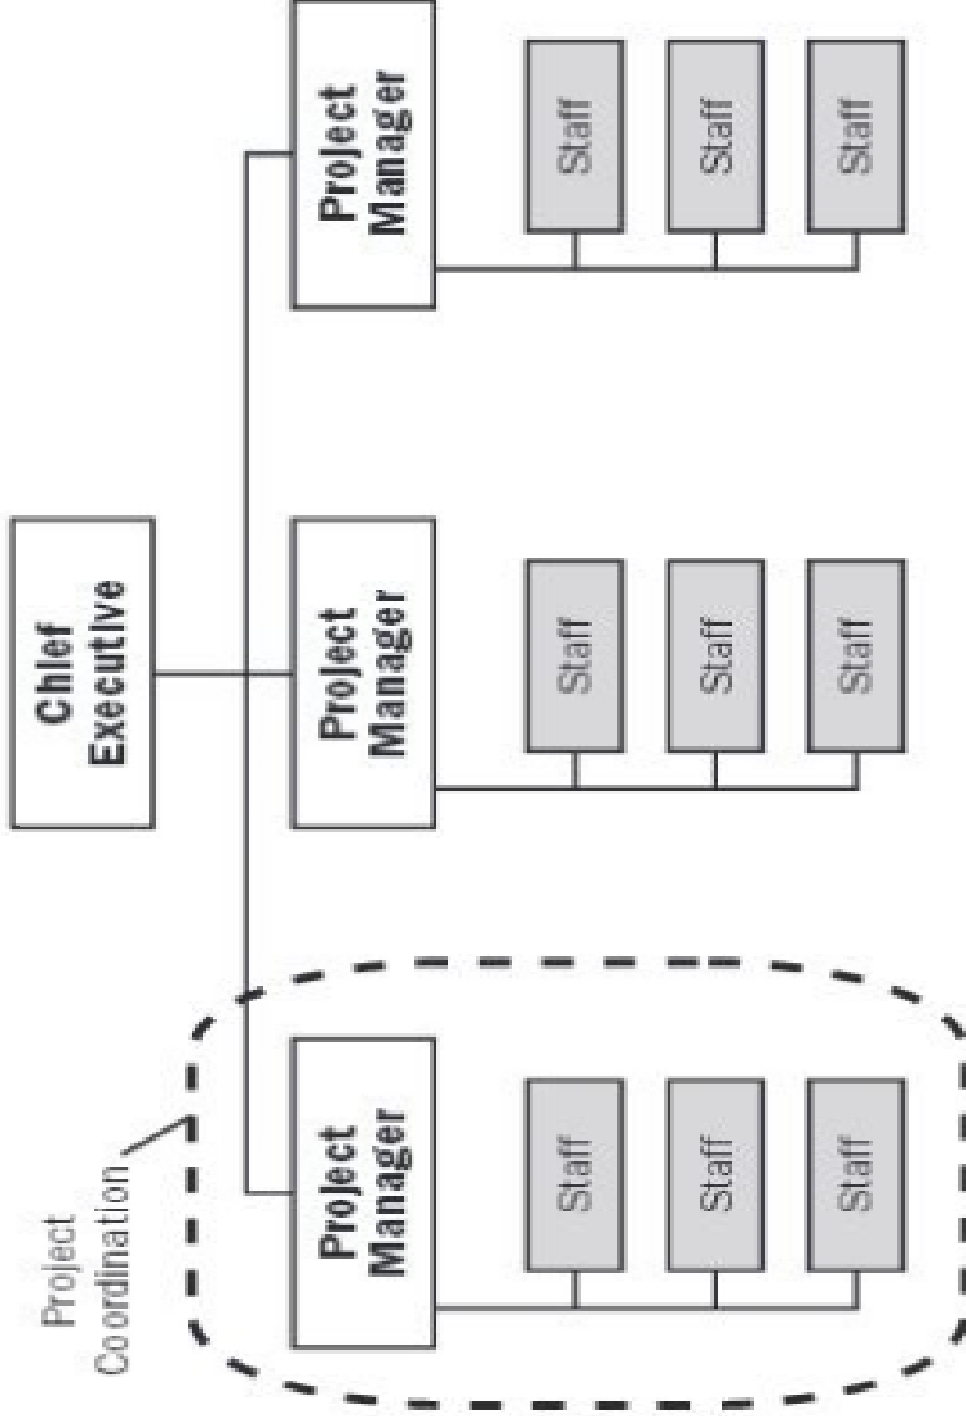 Project
Coordination
Chief
Executive
Project
Manager
Project
Manager
Project
Manager
Staff
Staff
Staff
Staff
Staff
Staff
Staff
Staff
Staff